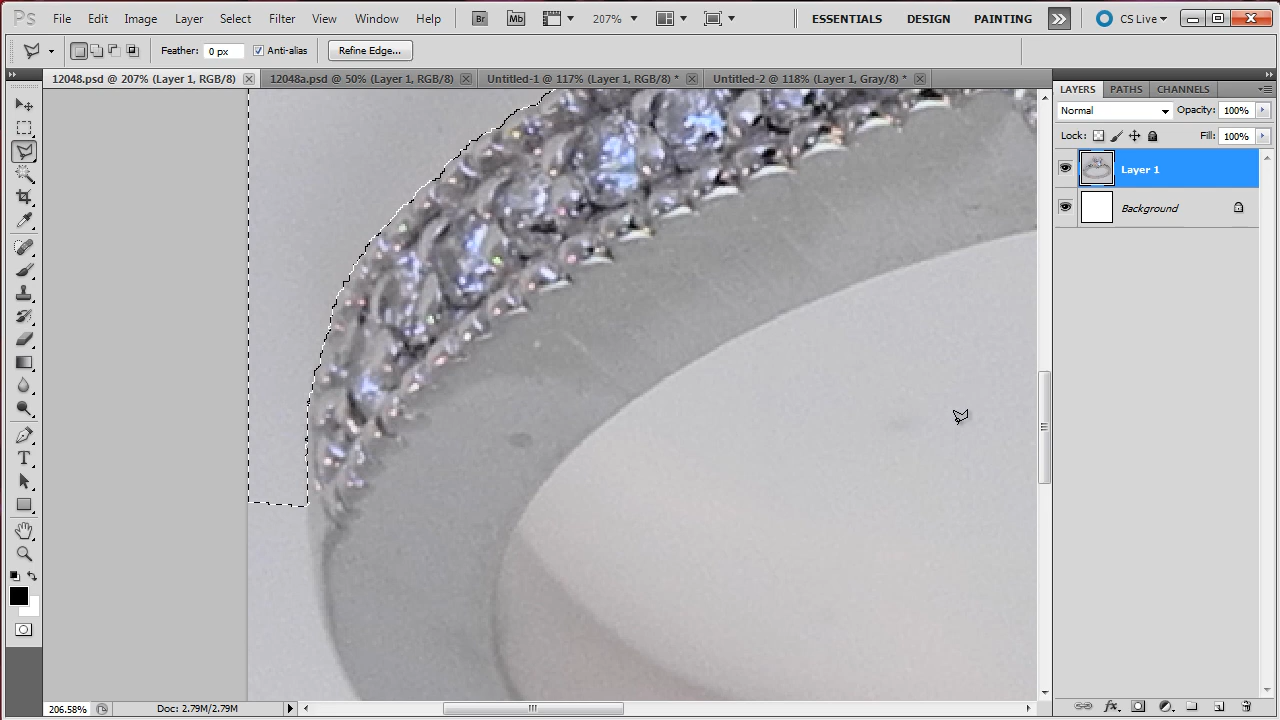 Ps File Edit Image Layer Select Filter View Window Help Br Mb 207% ESSENTIALS DESIGN PAINTING CS Live
Feather: 0 px Anti-alias Refine Edge...
12048.psd @ 207% (Layer 1, RGB/8) 12048a.psd @ 50% (Layer 1, RGB/8) Untitled-1 @ 117% (Layer 1, RGB/8) * Untitled-2 @ 118% (Layer 1, Gray/8) *
LAYERS PATHS CHANNELS
Normal Opacity: 100%
Lock: Fill: 100%
Layer 1
Background
206.58% Doc: 2.79M/2.79M